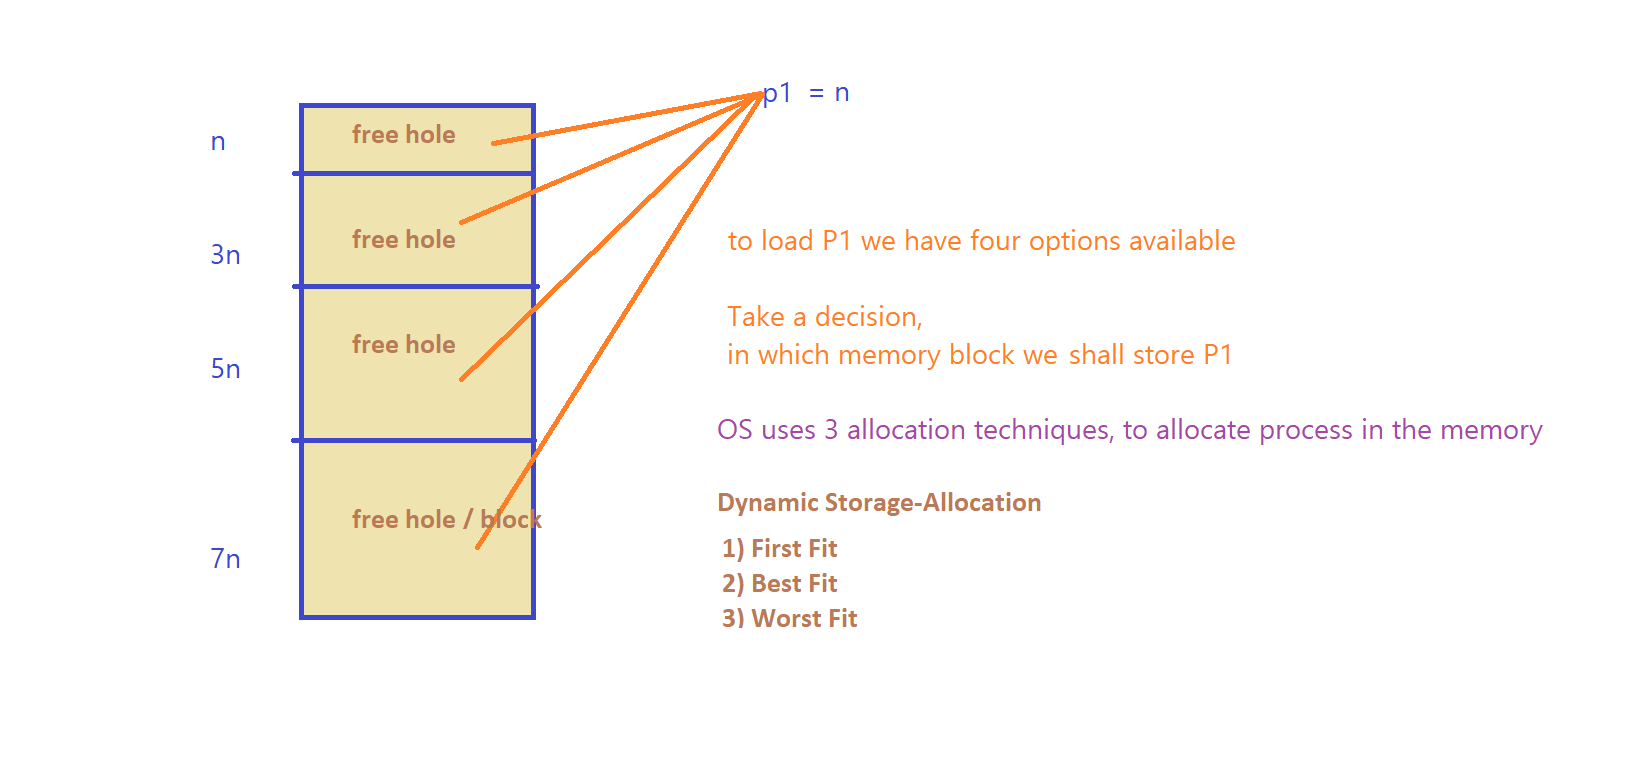 p1 = n
n
free hole
3n
free hole
5n
free hole
7n
free hole / block
to load P1 we have four options available
Take a decision,
in which memory block we shall store P1
OS uses 3 allocation techniques, to allocate process in the memory
Dynamic Storage-Allocation
1) First Fit
2) Best Fit
3) Worst Fit